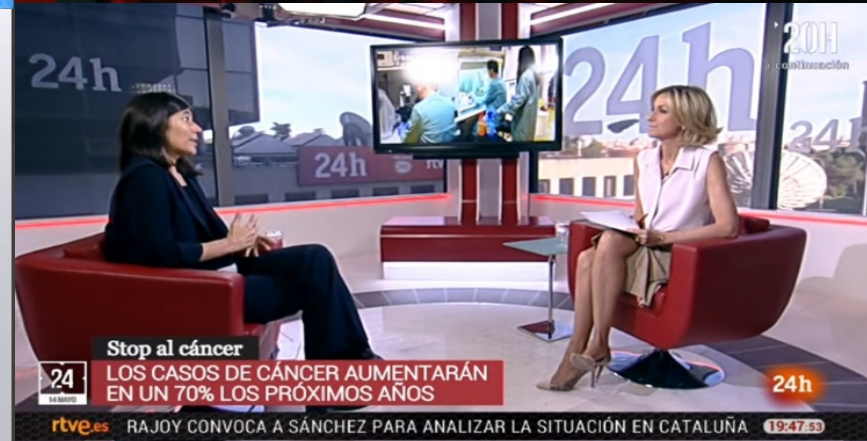 20H
a continuación
24h
24h
24h
24h
Stop al cáncer
24
14 MAYO
LOS CASOS DE CÁNCER AUMENTARÁN
EN UN 70% LOS PRÓXIMOS AÑOS
24h
rtve.es RAJOY CONVOCA A SÁNCHEZ PARA ANALIZAR LA SITUACIÓN EN CATALUÑA 19:47:53